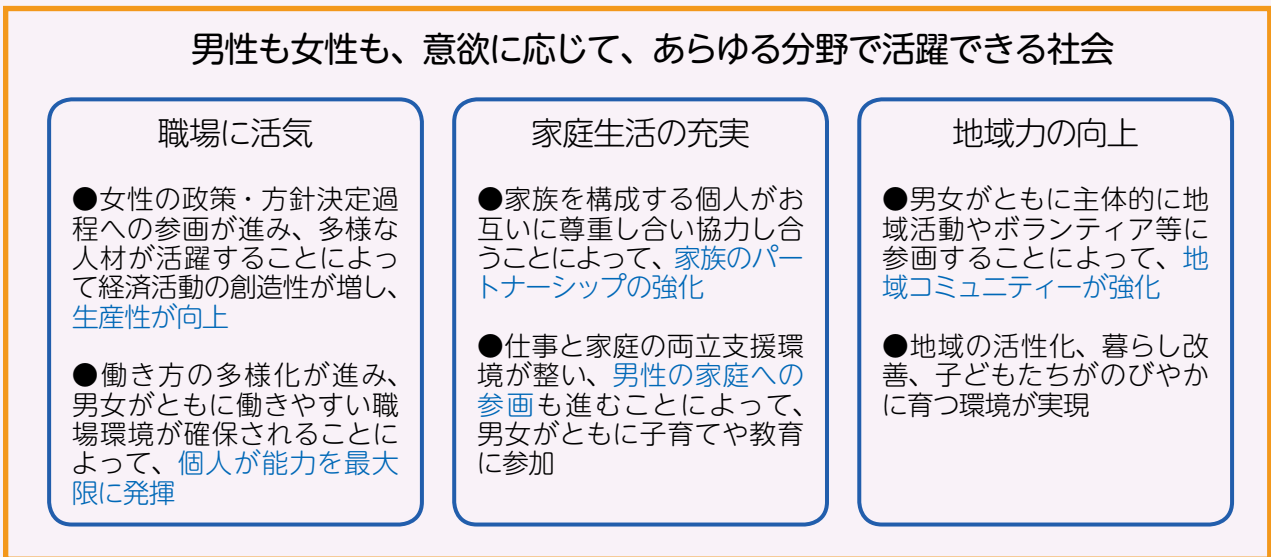 男性も女性も、意欲に応じて、あらゆる分野で活躍できる社会
職場に活気
●女性の政策・方針決定過
程への参画が進み、多様な
人材が活躍することによっ
て経済活動の創造性が増し、
生産性が向上
●働き方の多様化が進み、
男女がともに働きやすい職
場環境が確保されることに
よって、個人が能力を最大
限に発揮
家庭生活の充実
●家族を構成する個人がお
互いに尊重し合い協力し合
うことによって、家族のパー
トナーシップの強化
●仕事と家庭の両立支援環
境が整い、男性の家庭への
参画も進むことによって、
男女がともに子育てや教育
に参加
地域力の向上
●男女がともに主体的に地
域活動やボランティア等に
参画することによって、地
域コミュニティーが強化
●地域の活性化、暮らし改
善、子どもたちがのびやか
に育つ環境が実現